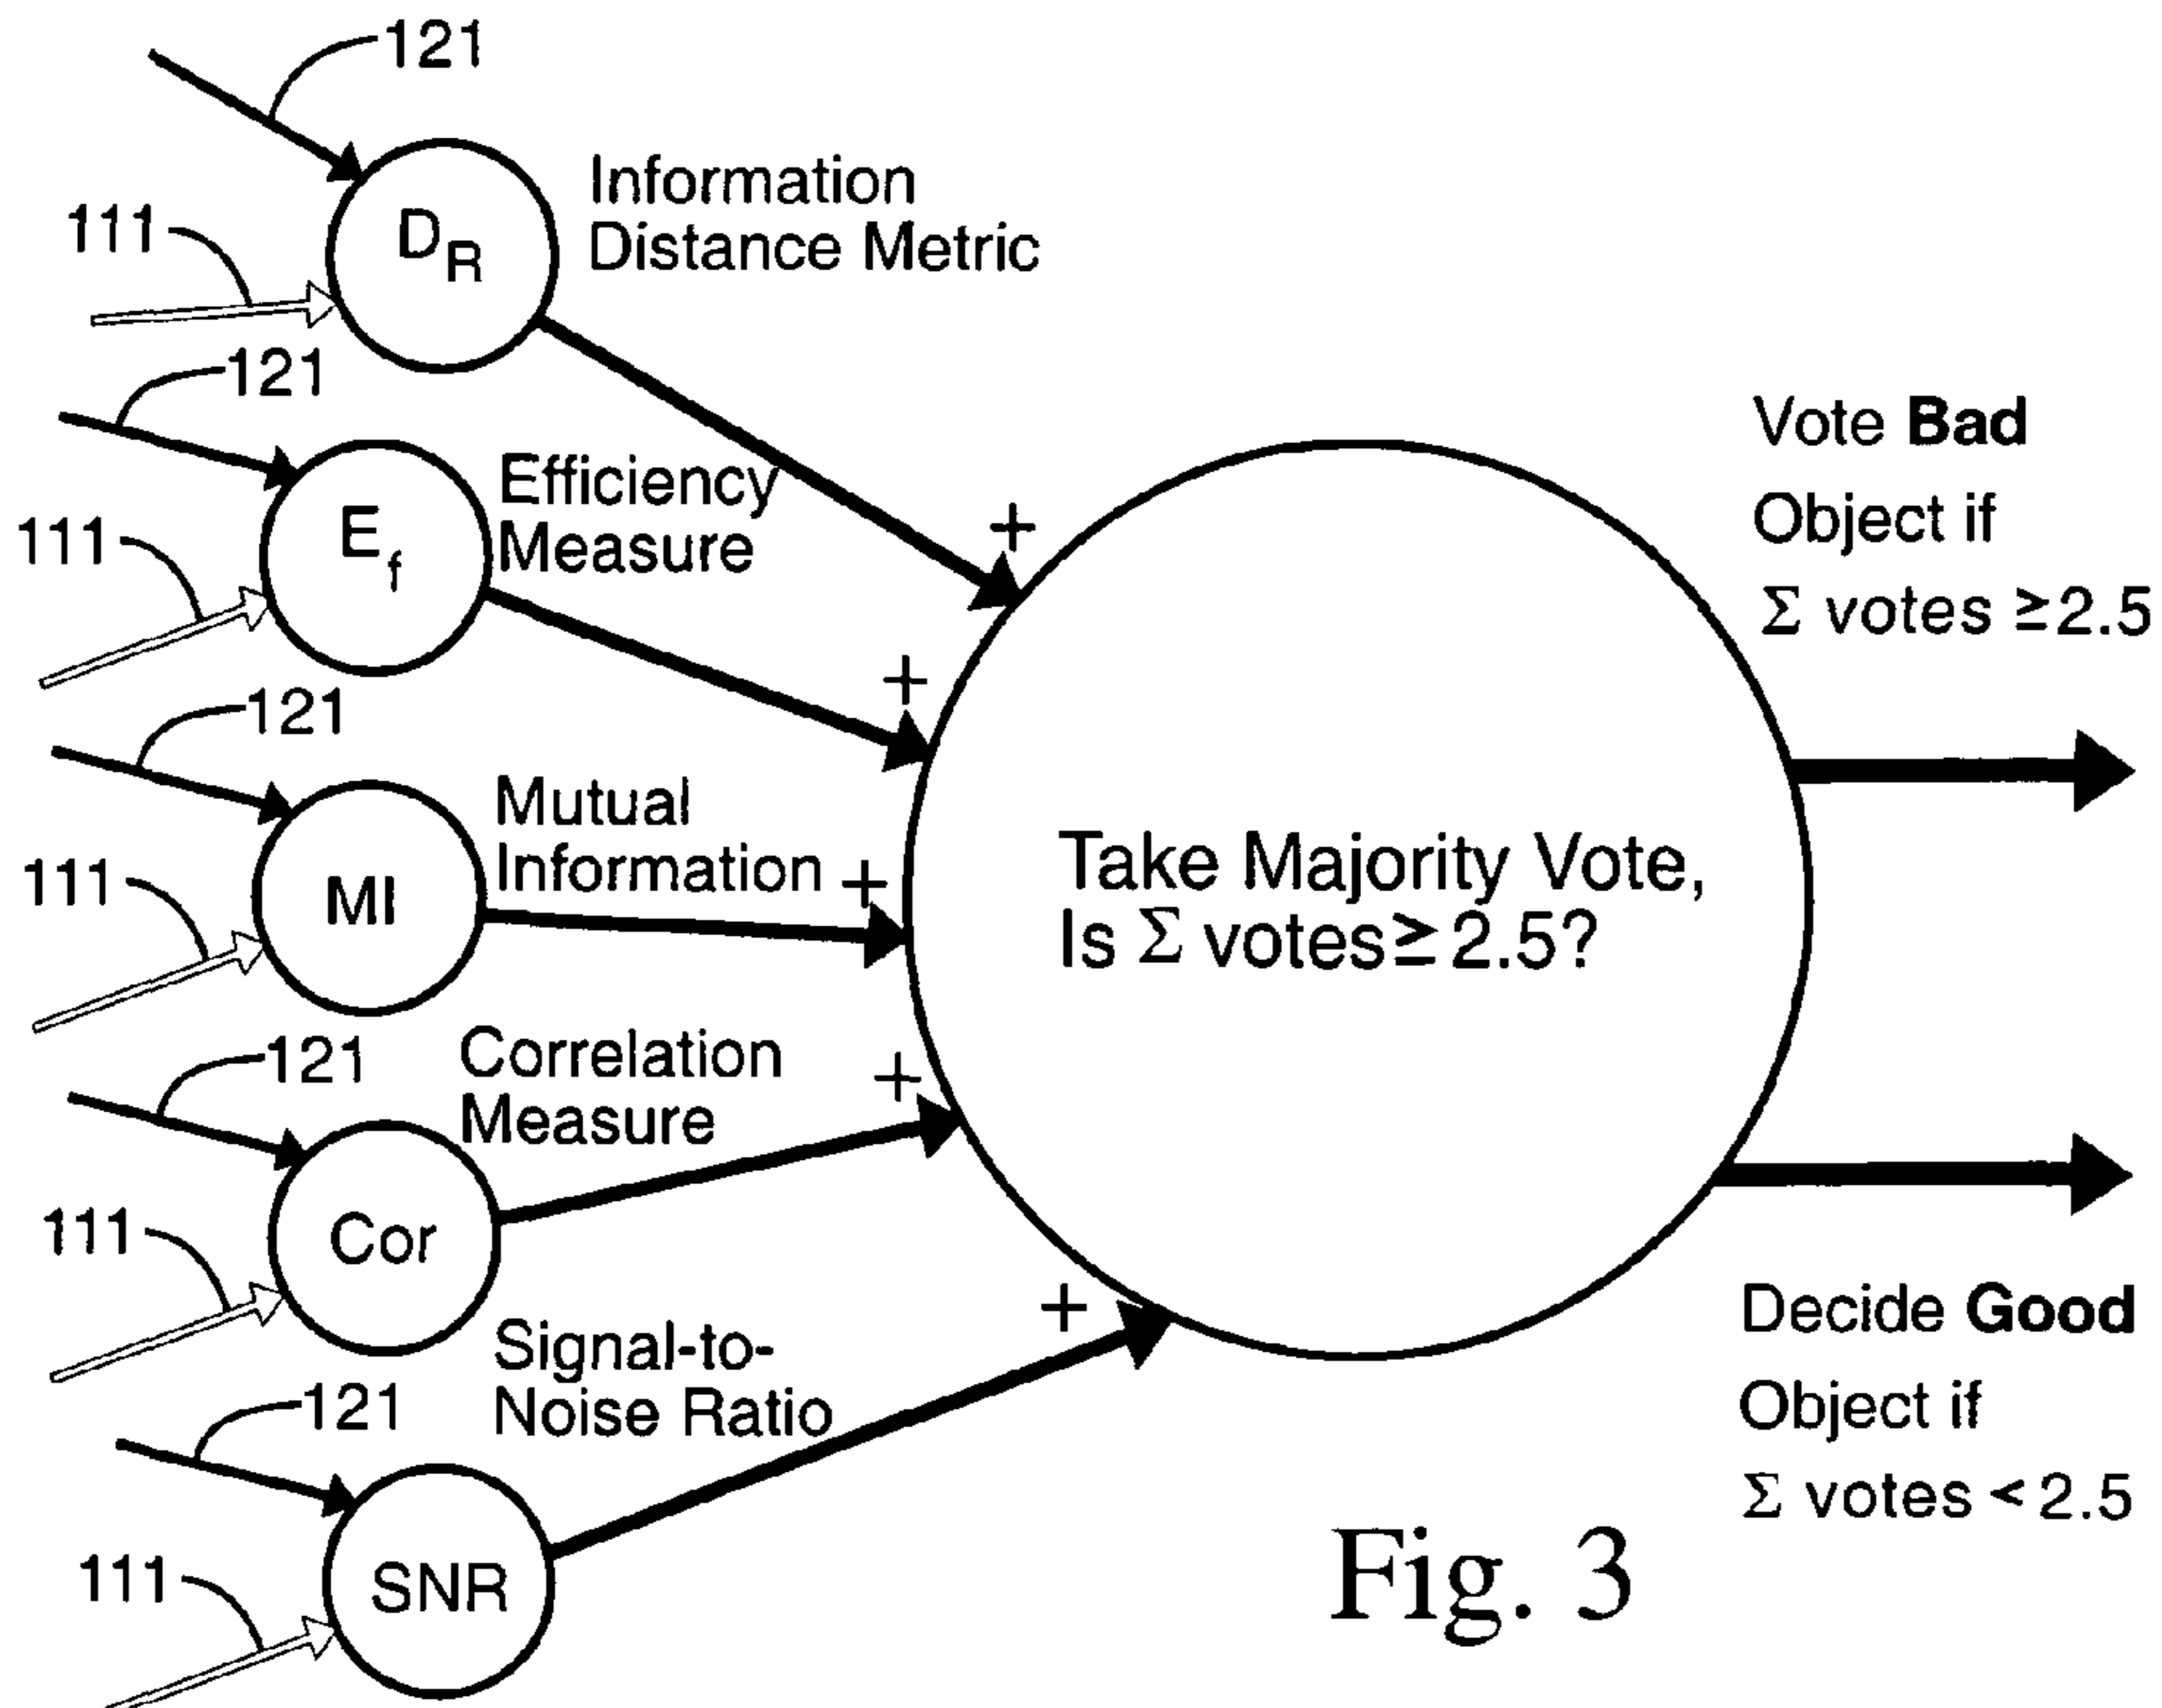 121
111
D_R
Information
Distance Metric
121
111
E_f
Efficiency
Measure
+
+
121
111
MI
Mutual
Information
+
121
111
Cor
Correlation
Measure
+
121
111
SNR
Signal-to-
Noise Ratio
+
Take Majority Vote,
Is Σ votes≥ 2.5?
Vote Bad
Object if
Σ votes ≥2.5
Decide Good
Object if
Σ votes < 2.5
Fig. 3